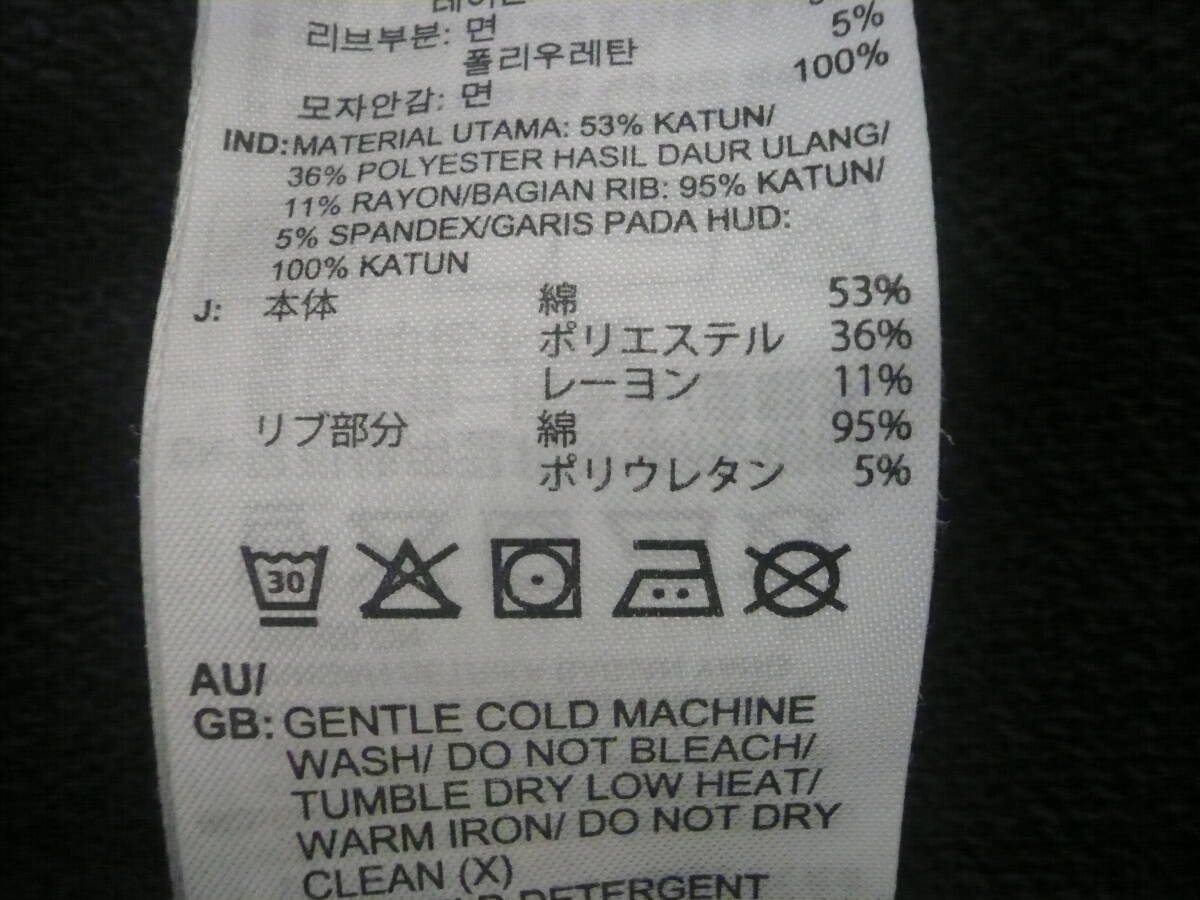 리브부분: 면
폴리우레탄 5%
모자안감: 면 100%
IND: MATERIAL UTAMA: 53% KATUN/
36% POLYESTER HASIL DAUR ULANG/
11% RAYON/BAGIAN RIB: 95% KATUN/
5% SPANDEX/GARIS PADA HUD:
100% KATUN
J: 本体 綿 53%
ポリエステル 36%
レーヨン 11%
リブ部分 綿 95%
ポリウレタン 5%
30
AU/
GB: GENTLE COLD MACHINE
WASH/ DO NOT BLEACH/
TUMBLE DRY LOW HEAT/
WARM IRON/ DO NOT DRY
CLEAN (X)
DETERGENT